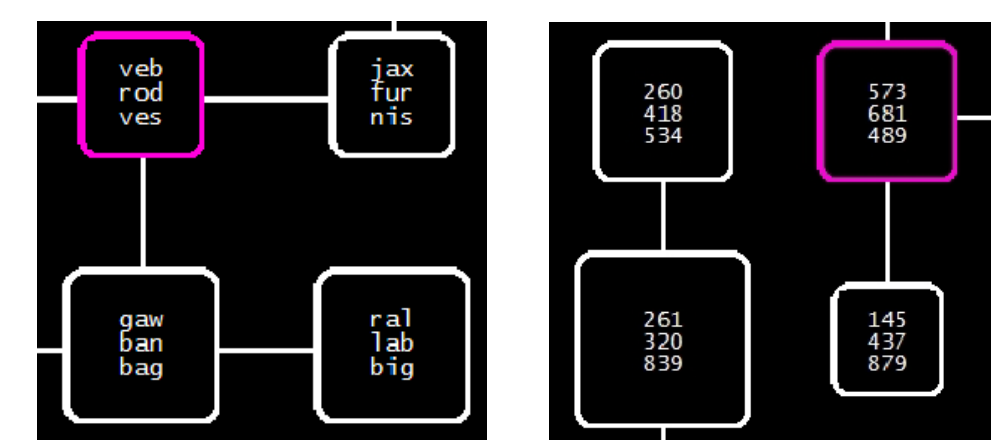 veb
rod
ves
jax
fur
nis
gaw
ban
bag
ral
lab
big
260
418
534
573
681
489
261
320
839
145
437
879